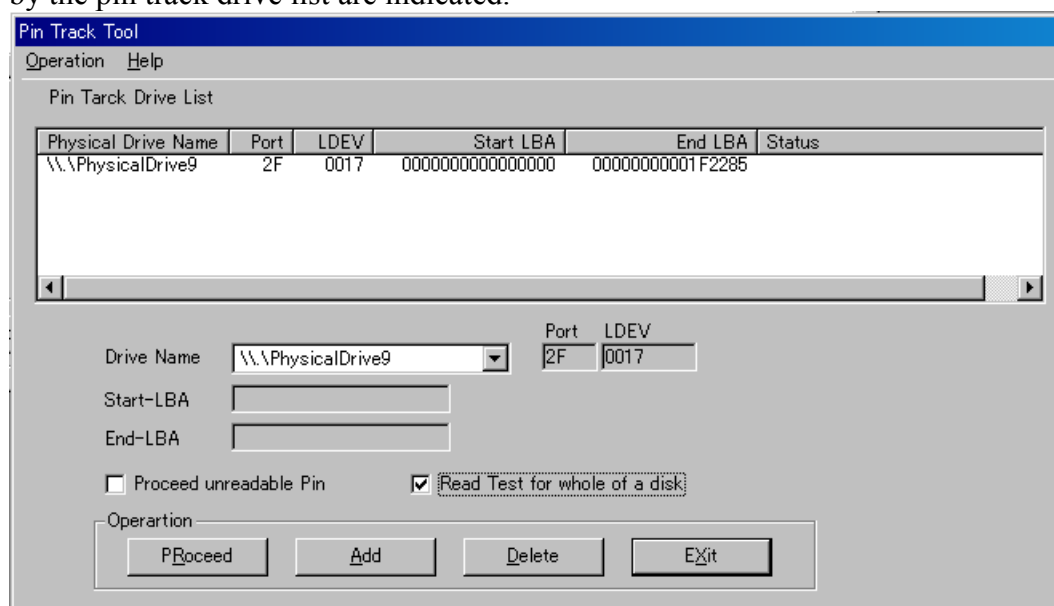 by the pin track drive list are indicated.
Pin Track Tool
Operation Help
Pin Tarck Drive List
Physical Drive Name Port LDEV Start LBA End LBA Status
\\.\PhysicalDrive9 2F 0017 0000000000000000 00000000001F2285
Port LDEV
Drive Name \\.\PhysicalDrive9 2F 0017
Start-LBA
End-LBA
Proceed unreadable Pin Read Test for whole of a disk
Operartion
PRoceed Add Delete EXit